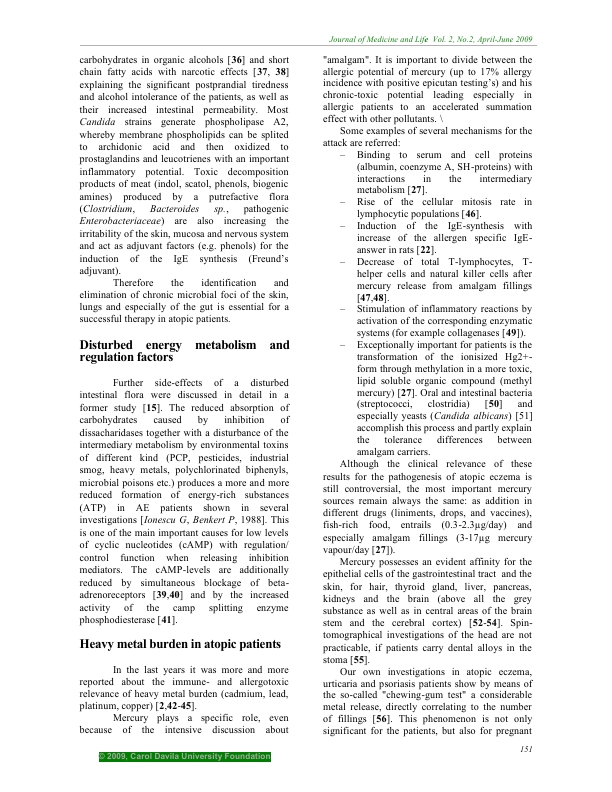 Journal of Medicine and Life Vol. 2, No.2, April-June 2009
carbohydrates in organic alcohols [36] and short
chain fatty acids with narcotic effects [37, 38]
explaining the significant postprandial tiredness
and alcohol intolerance of the patients, as well as
their increased intestinal permeability. Most
Candida strains generate phospholipase A2,
whereby membrane phospholipids can be splited
to archidonic acid and then oxidized to
prostaglandins and leucotrienes with an important
inflammatory potential. Toxic decomposition
products of meat (indol, scatol, phenols, biogenic
amines) produced by a putrefactive flora
(Clostridium, Bacteroides sp., pathogenic
Enterobacteriaceae) are also increasing the
irritability of the skin, mucosa and nervous system
and act as adjuvant factors (e.g. phenols) for the
induction of the IgE synthesis (Freund's
adjuvant).
Therefore the identification and
elimination of chronic microbial foci of the skin,
lungs and especially of the gut is essential for a
successful therapy in atopic patients.
Disturbed energy metabolism and
regulation factors
Further side-effects of a disturbed
intestinal flora were discussed in detail in a
former study [15]. The reduced absorption of
carbohydrates caused by inhibition of
dissacharidases together with a disturbance of the
intermediary metabolism by environmental toxins
of different kind (PCP, pesticides, industrial
smog, heavy metals, polychlorinated biphenyls,
microbial poisons etc.) produces a more and more
reduced formation of energy-rich substances
(ATP) in AE patients shown in several
investigations [Ionescu G, Benkert P, 1988]. This
is one of the main important causes for low levels
of cyclic nucleotides (cAMP) with regulation/
control function when releasing inhibition
mediators. The cAMP-levels are additionally
reduced by simultaneous blockage of beta-
adrenoreceptors [39,40] and by the increased
activity of the camp splitting enzyme
phosphodiesterase [41].
Heavy metal burden in atopic patients
In the last years it was more and more
reported about the immune- and allergotoxic
relevance of heavy metal burden (cadmium, lead,
platinum, copper) [2,42-45].
Mercury plays a specific role, even
because of the intensive discussion about
"amalgam". It is important to divide between the
allergic potential of mercury (up to 17% allergy
incidence with positive epicutan testing's) and his
chronic-toxic potential leading especially in
allergic patients to an accelerated summation
effect with other pollutants. \
Some examples of several mechanisms for the
attack are referred:
– Binding to serum and cell proteins
(albumin, coenzyme A, SH-proteins) with
interactions in the intermediary
metabolism [27].
– Rise of the cellular mitosis rate in
lymphocytic populations [46].
– Induction of the IgE-synthesis with
increase of the allergen specific IgE-
answer in rats [22].
– Decrease of total T-lymphocytes, T-
helper cells and natural killer cells after
mercury release from amalgam fillings
[47,48].
– Stimulation of inflammatory reactions by
activation of the corresponding enzymatic
systems (for example collagenases [49]).
– Exceptionally important for patients is the
transformation of the ionisized Hg2+-
form through methylation in a more toxic,
lipid soluble organic compound (methyl
mercury) [27]. Oral and intestinal bacteria
(streptococci, clostridia) [50] and
especially yeasts (Candida albicans) [51]
accomplish this process and partly explain
the tolerance differences between
amalgam carriers.
Although the clinical relevance of these
results for the pathogenesis of atopic eczema is
still controversial, the most important mercury
sources remain always the same: as addition in
different drugs (liniments, drops, and vaccines),
fish-rich food, entrails (0.3-2.3µg/day) and
especially amalgam fillings (3-17µg mercury
vapour/day [27]).
Mercury possesses an evident affinity for the
epithelial cells of the gastrointestinal tract and the
skin, for hair, thyroid gland, liver, pancreas,
kidneys and the brain (above all the grey
substance as well as in central areas of the brain
stem and the cerebral cortex) [52-54]. Spin-
tomographical investigations of the head are not
practicable, if patients carry dental alloys in the
stoma [55].
Our own investigations in atopic eczema,
urticaria and psoriasis patients show by means of
the so-called "chewing-gum test" a considerable
metal release, directly correlating to the number
of fillings [56]. This phenomenon is not only
significant for the patients, but also for pregnant
151
© 2009, Carol Davila University Foundation